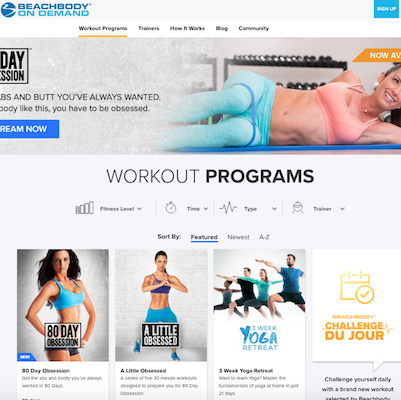 BEACHBODY®
ON DEMAND
SIGN UP
Workout Programs Trainers How It Works Blog Community
DAY
OBSESSION
NOW AV
ABS AND BUTT YOU'VE ALWAYS WANTED.
body like this, you have to be obsessed.
REAM NOW
WORKOUT PROGRAMS
Fitness Level Time Type Trainer
Sort By: Featured Newest A-Z
80 DAY
OBSESSION
NEW
A LITTLE
OBSESSED
3 WEEK
YOGA
RETREAT
BEACHBODY
CHALLENGE
DU JOUR
80 Day Obsession
Get the abs and booty you've always
wanted in 80 Days.
A Little Obsessed
A series of five 30 minute workouts
designed to prepare you for 80 Day
Obsession
3 Week Yoga Retreat
Want to learn Yoga? Master the
fundamentals of yoga at home in just
21 days.
Challenge yourself daily
with a brand new workout
selected by Beachbody